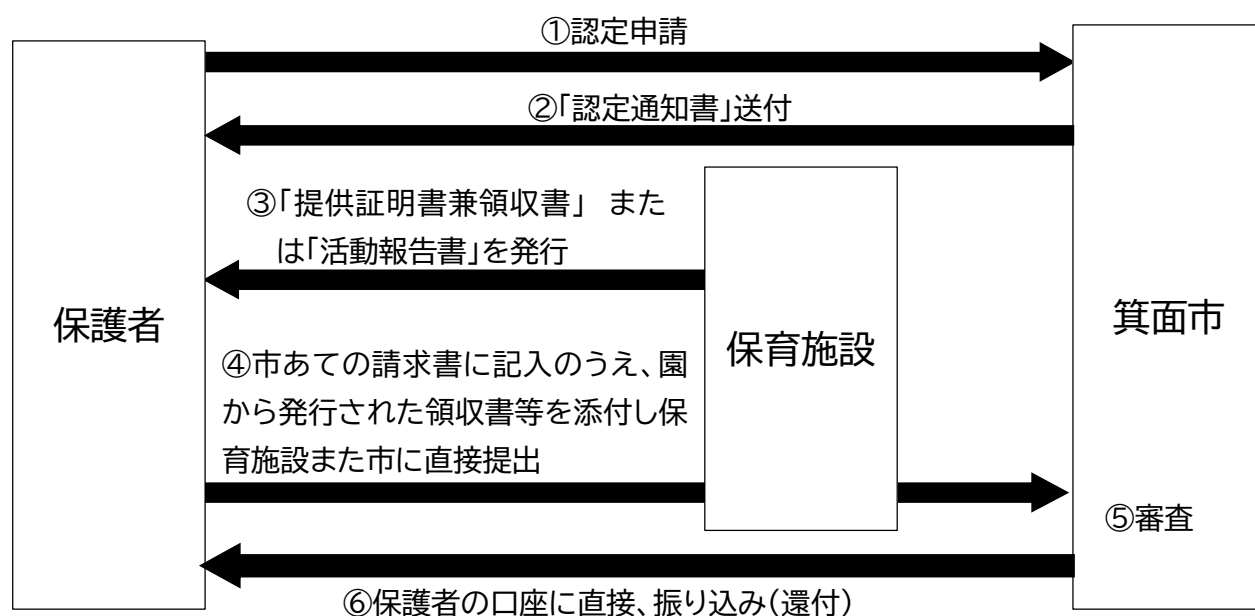 ①認定申請
②「認定通知書」送付
③「提供証明書兼領収書」 また
は「活動報告書」を発行
保護者
保育施設
箕面市
④市あての請求書に記入のうえ、園
から発行された領収書等を添付し保
育施設また市に直接提出
⑤審査
⑥保護者の口座に直接、振り込み(還付)